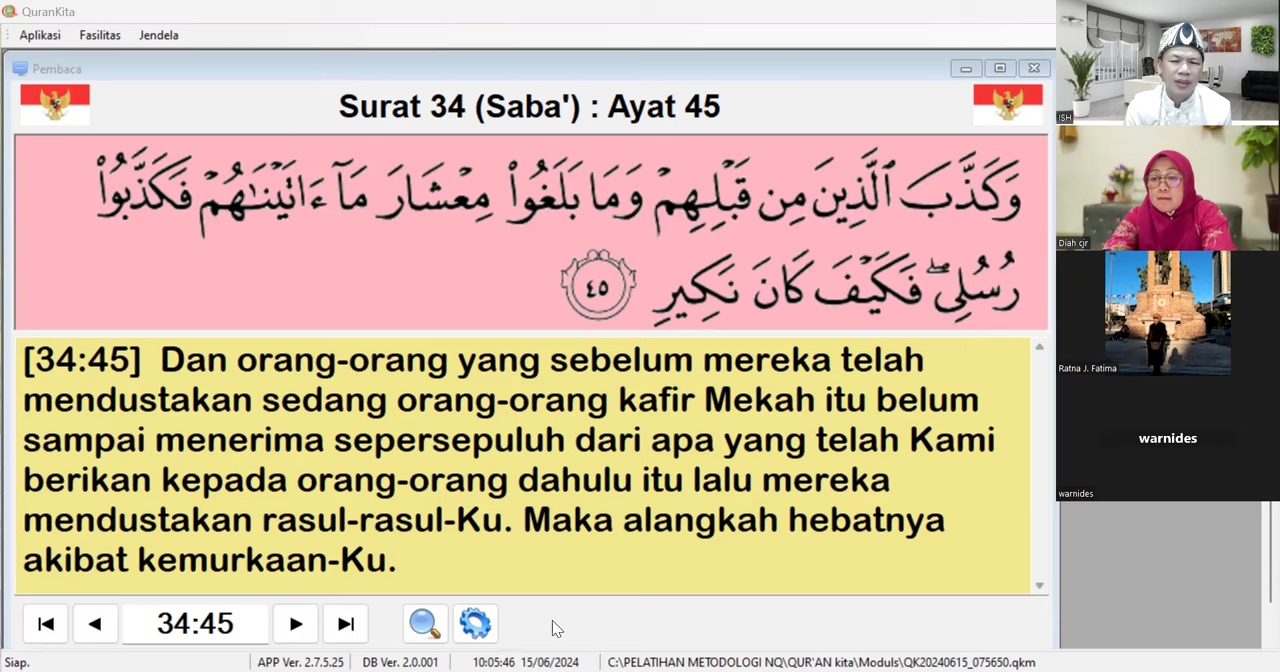 QuranKita
Aplikasi Fasilitas Jendela
Pembaca
Surat 34 (Saba') : Ayat 45
وَكَذَّبَ ٱلَّذِينَ مِن قَبْلِهِمْ وَمَا بَلَغُوا۟ مِعْشَارَ مَآ ءَاتَيْنَـٰهُمْ فَكَذَّبُوا۟
رُسُلِى ۖ فَكَيْفَ كَانَ نَكِيرِ ٤٥
[34:45] Dan orang-orang yang sebelum mereka telah
mendustakan sedang orang-orang kafir Mekah itu belum
sampai menerima sepersepuluh dari apa yang telah Kami
berikan kepada orang-orang dahulu itu lalu mereka
mendustakan rasul-rasul-Ku. Maka alangkah hebatnya
akibat kemurkaan-Ku.
34:45
Siap. APP Ver. 2.7.5.25 DB Ver. 2.0.001 10:05:46 15/06/2024 C:\PELATIHAN METODOLOGI NQ\QUR'AN kita\Moduls\QK20240615_075650.qkm
ISH
Diah cjr
Ratna J. Fatima
warnides
warnides